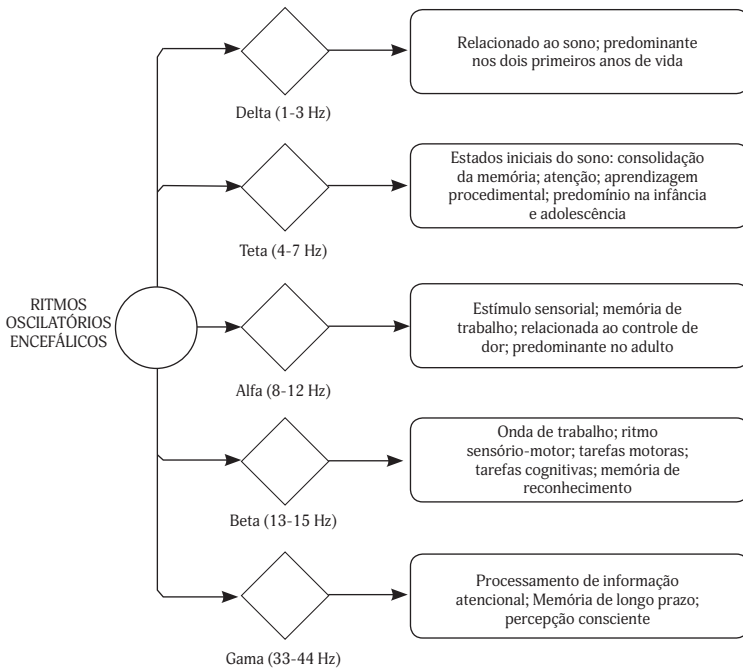 Relacionado ao sono; predominante
nos dois primeiros anos de vida
Delta (1-3 Hz)
Estados iniciais do sono: consolidação
da memória; atenção; aprendizagem
procedimental; predomínio na infância
e adolescência
Teta (4-7 Hz)
RITMOS
OSCILATÓRIOS
ENCEFÁLICOS
Estímulo sensorial; memória de
trabalho; relacionada ao controle de
dor; predominante no adulto
Alfa (8-12 Hz)
Onda de trabalho; ritmo
sensório-motor; tarefas motoras;
tarefas cognitivas; memória de
reconhecimento
Beta (13-15 Hz)
Processamento de informação
atencional; Memória de longo prazo;
percepção consciente
Gama (33-44 Hz)